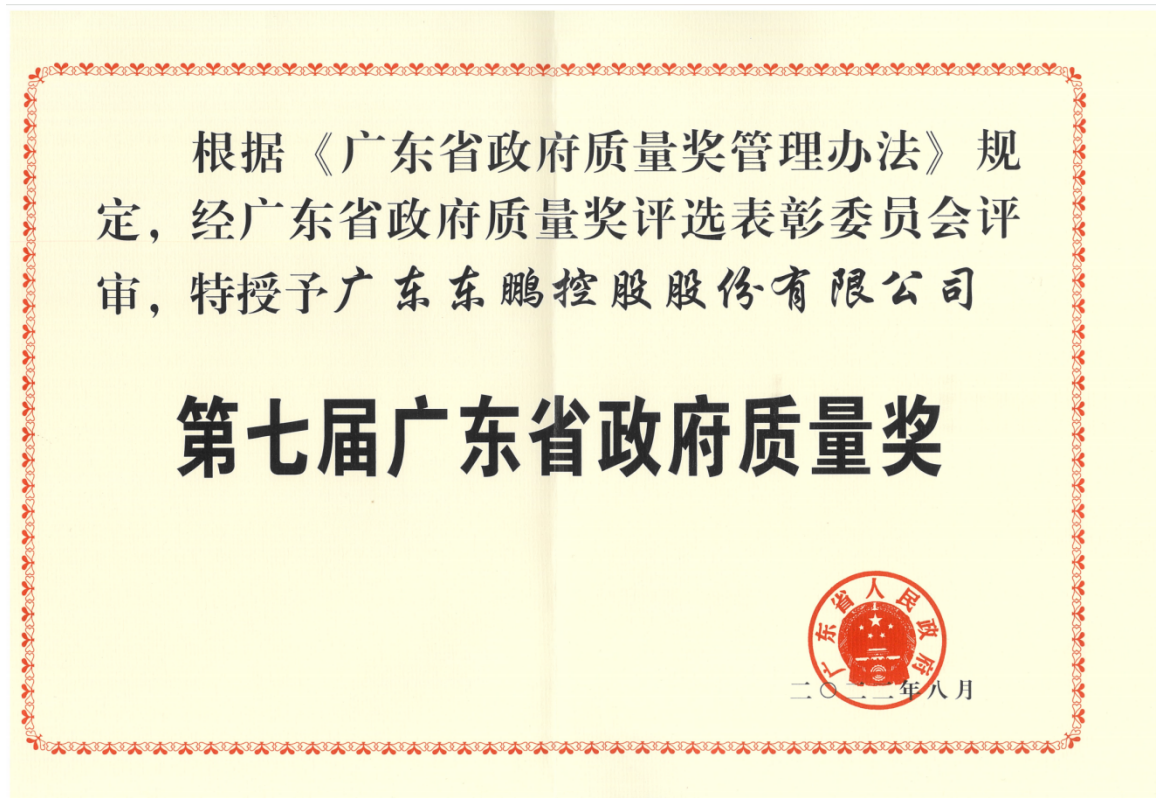 根据《广东省政府质量奖管理办法》规
定，经广东省政府质量奖评选表彰委员会评
审，特授予广东东鹏控股股份有限公司
第七届广东省政府质量奖
广东省人民政府
二〇二二年八月